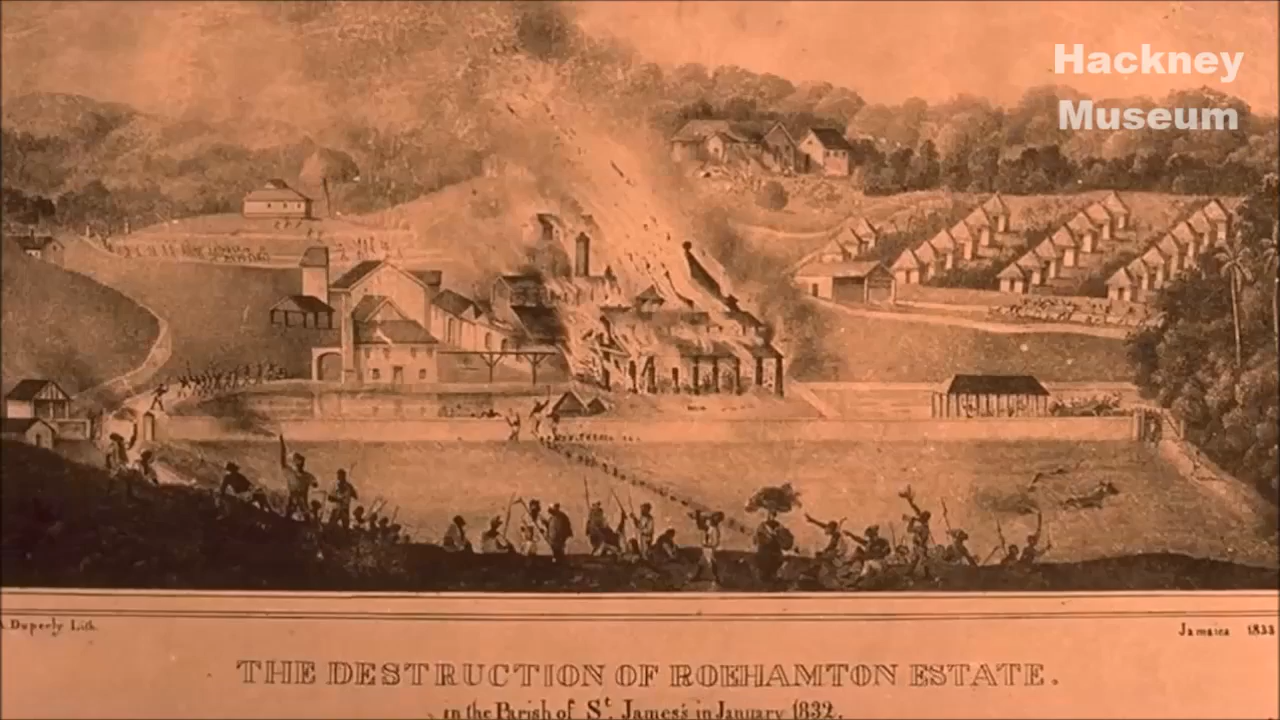 Hackney
Museum
A Duperly Lith.
Jamaica 1833
THE DESTRUCTION OF ROEHAMTON ESTATE.
in the Parish of St. James's in January 1832.